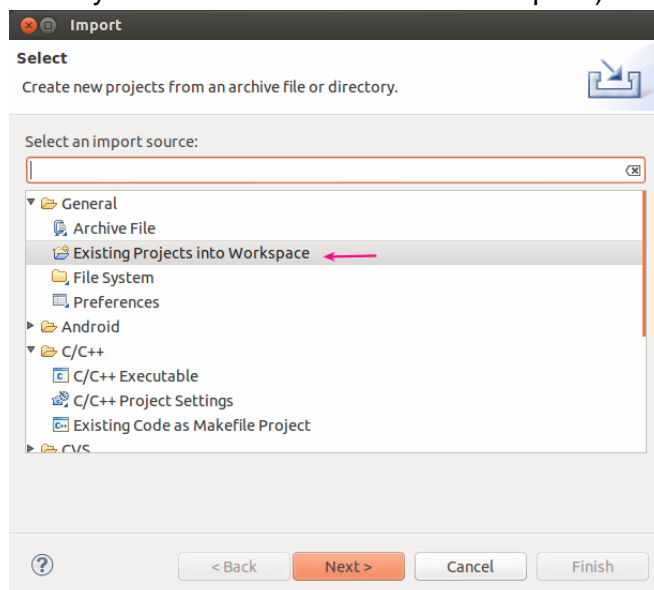 Import
Select
Create new projects from an archive file or directory.
Select an import source:
General
Archive File
Existing Projects into Workspace
File System
Preferences
Android
C/C++
C/C++ Executable
C/C++ Project Settings
Existing Code as Makefile Project
CVS
< Back Next > Cancel Finish